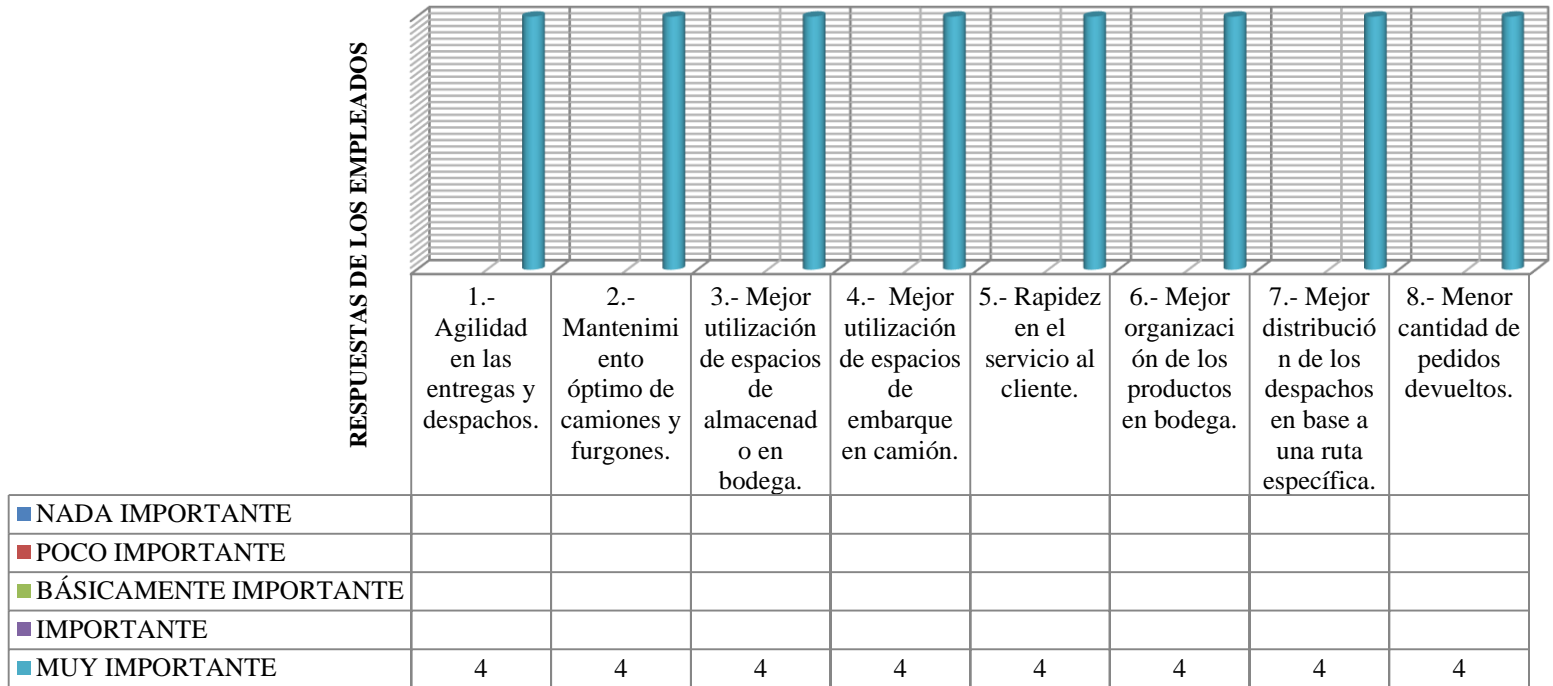 RESPUESTAS DE LOS EMPLEADOS
1.-
Agilidad
en las
entregas y
despachos.
2.-
Mantenimi
ento
óptimo de
camiones y
furgones.
3.- Mejor
utilización
de espacios
de
almacenad
o en
bodega.
4.- Mejor
utilización
de espacios
de
embarque
en camión.
5.- Rapidez
en el
servicio al
cliente.
6.- Mejor
organizaci
ón de los
productos
en bodega.
7.- Mejor
distribució
n de los
despachos
en base a
una ruta
específica.
8.- Menor
cantidad de
pedidos
devueltos.
NADA IMPORTANTE
POCO IMPORTANTE
BÁSICAMENTE IMPORTANTE
IMPORTANTE
MUY IMPORTANTE 4 4 4 4 4 4 4 4